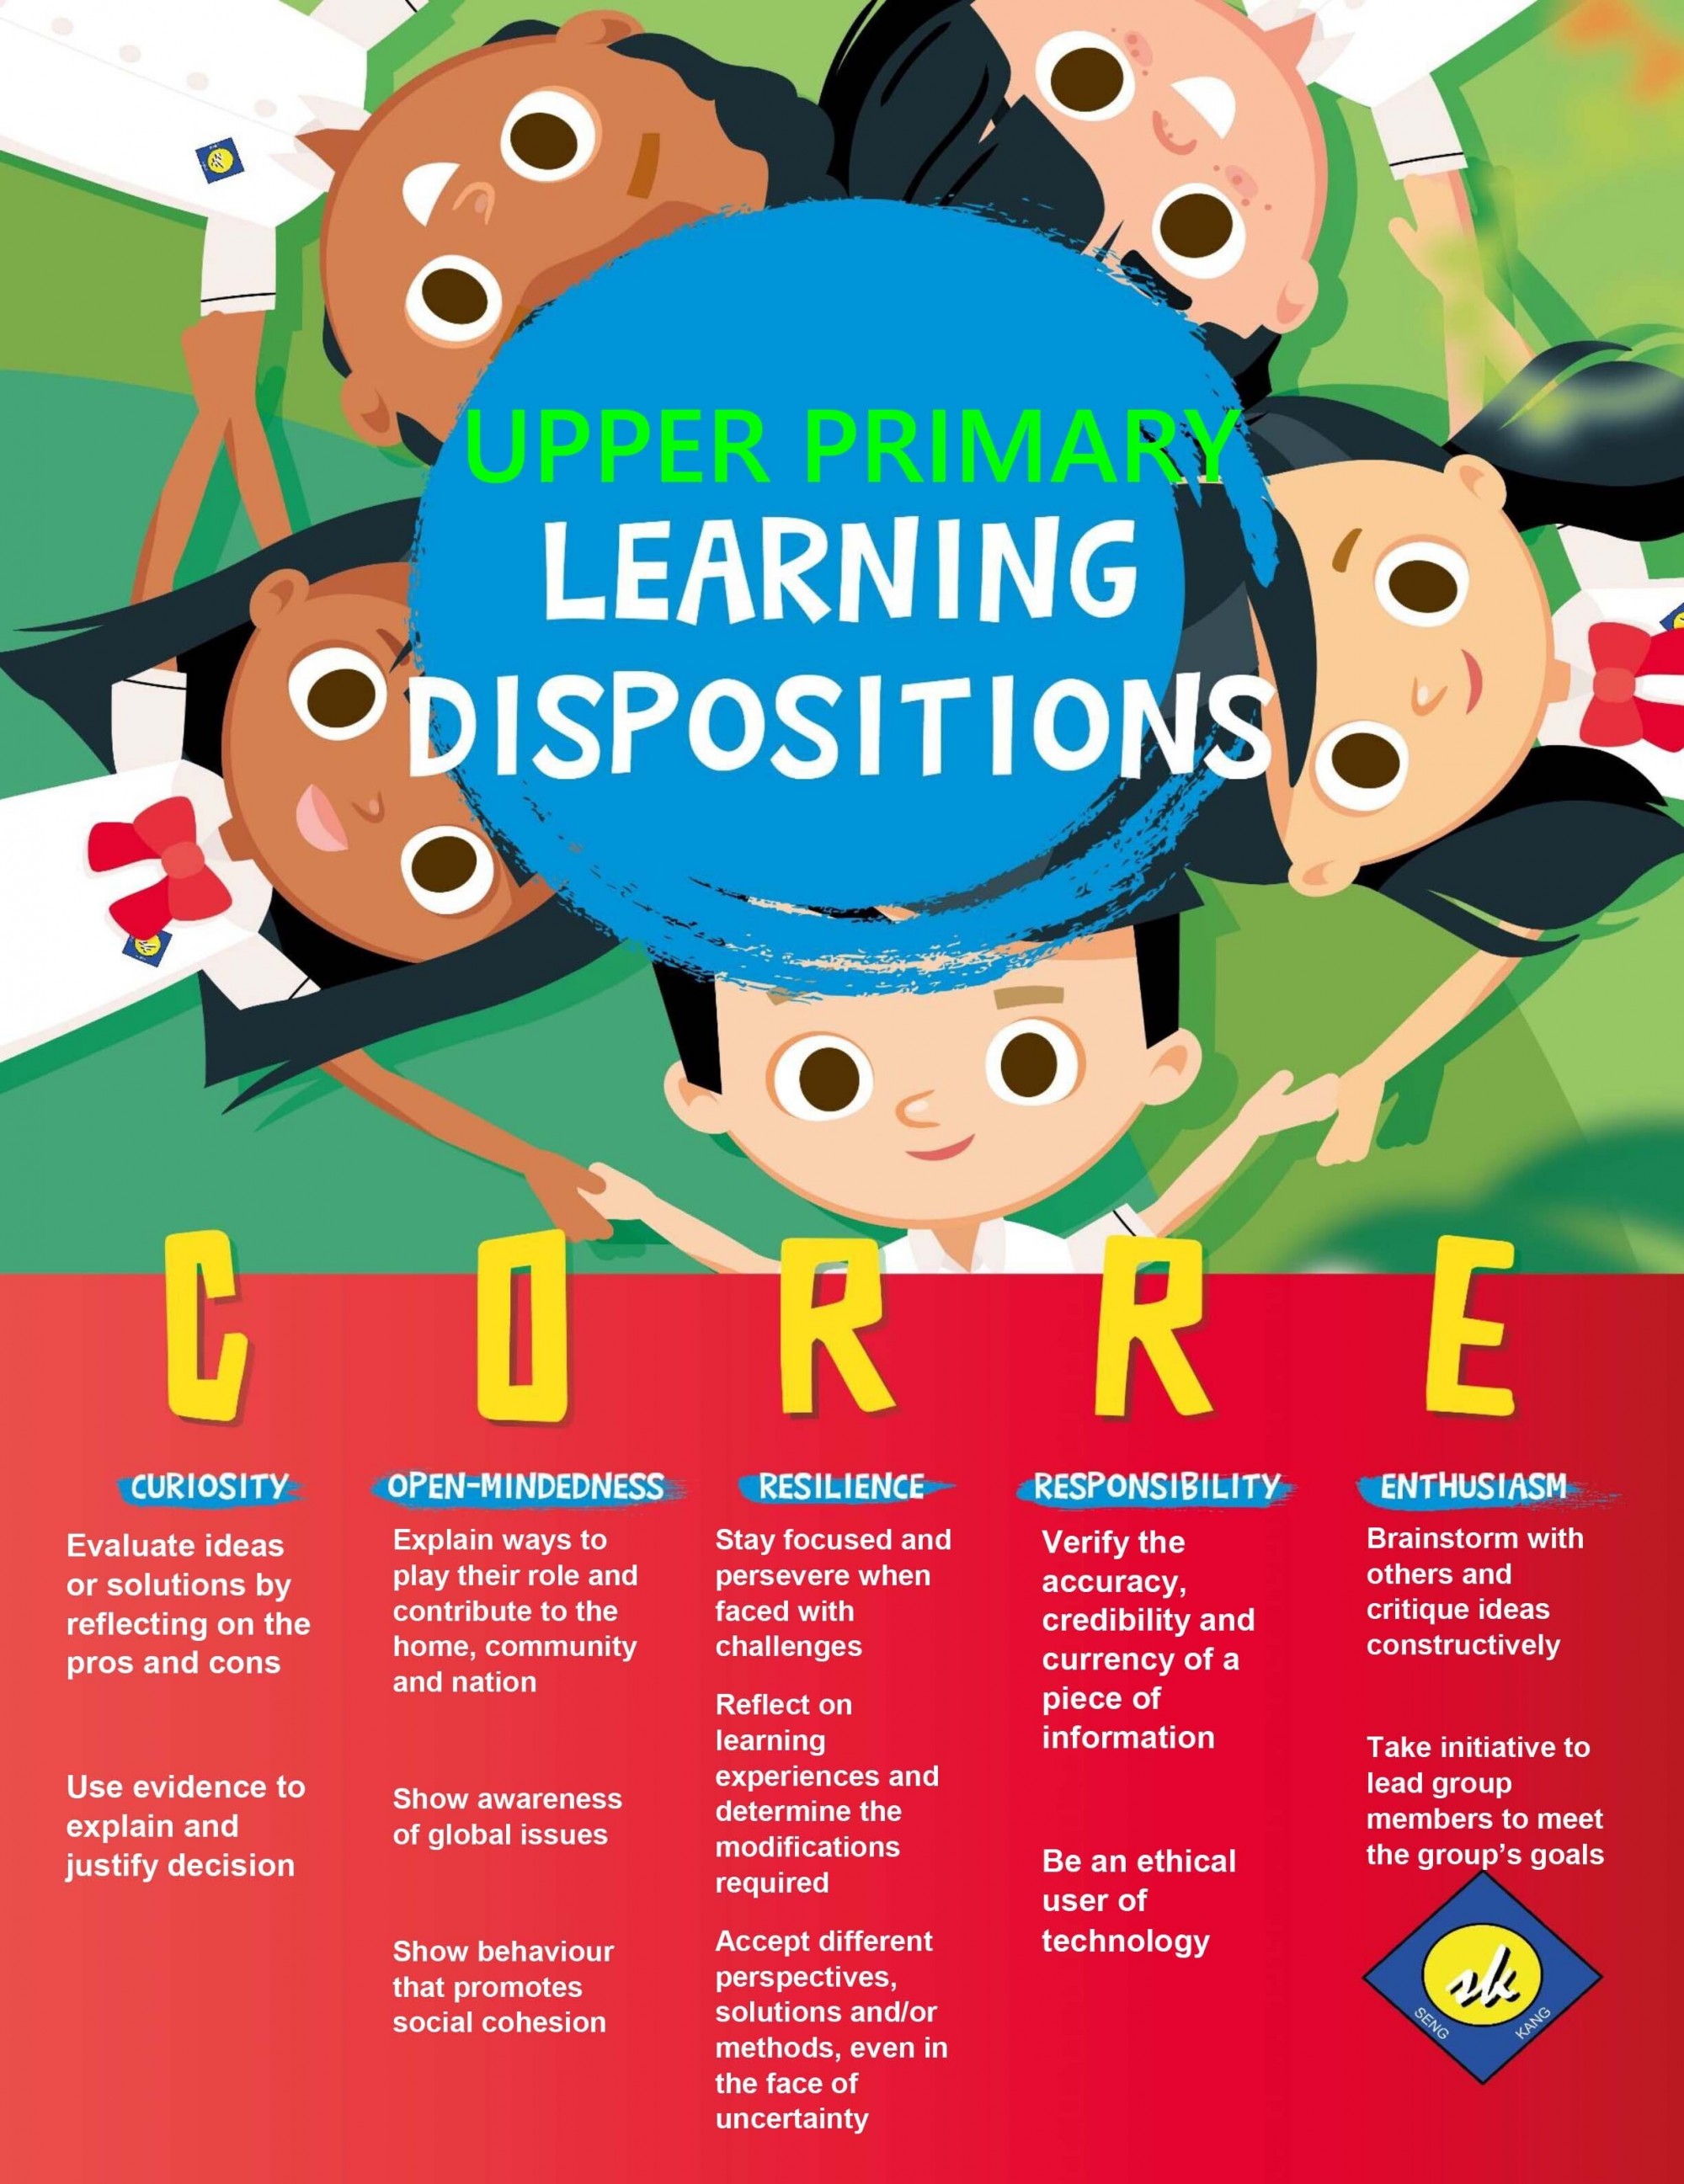 UPPER PRIMARY
LEARNING
DISPOSITIONS
C O R R E
CURIOSITY
Evaluate ideas
or solutions by
reflecting on the
pros and cons
Use evidence to
explain and
justify decision
OPEN-MINDEDNESS
Explain ways to
play their role and
contribute to the
home, community
and nation
Show awareness
of global issues
Show behaviour
that promotes
social cohesion
RESILIENCE
Stay focused and
persevere when
faced with
challenges
Reflect on
learning
experiences and
determine the
modifications
required
Accept different
perspectives,
solutions and/or
methods, even in
the face of
uncertainty
RESPONSIBILITY
Verify the
accuracy,
credibility and
currency of a
piece of
information
Be an ethical
user of
technology
ENTHUSIASM
Brainstorm with
others and
critique ideas
constructively
Take initiative to
lead group
members to meet
the group’s goals
sk
SENG KANG